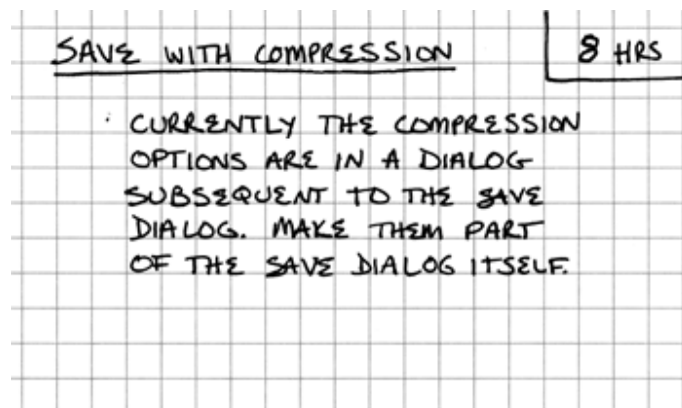 SAVE WITH COMPRESSION
8 HRS
CURRENTLY THE COMPRESSION
OPTIONS ARE IN A DIALOG
SUBSEQUENT TO THE SAVE
DIALOG. MAKE THEM PART
OF THE SAVE DIALOG ITSELF.